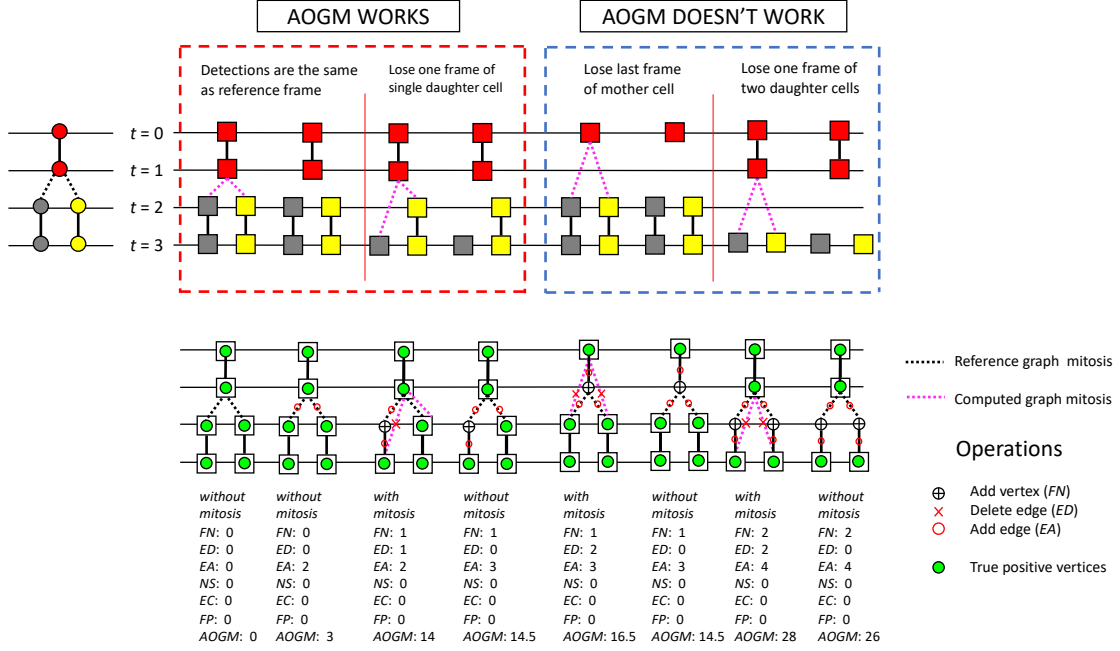 AOGM WORKS
AOGM DOESN'T WORK
Detections are the same
as reference frame
Lose one frame of
single daughter cell
Lose last frame
of mother cell
Lose one frame of
two daughter cells
t = 0
t = 1
t = 2
t = 3
Reference graph mitosis
Computed graph mitosis
Operations
Add vertex (FN)
Delete edge (ED)
Add edge (EA)
True positive vertices
without without with without with without with without
mitosis mitosis mitosis mitosis mitosis mitosis mitosis mitosis
FN: 0 FN: 0 FN: 1 FN: 1 FN: 1 FN: 1 FN: 2 FN: 2
ED: 0 ED: 0 ED: 1 ED: 0 ED: 2 ED: 0 ED: 2 ED: 0
EA: 0 EA: 2 EA: 2 EA: 3 EA: 3 EA: 3 EA: 4 EA: 4
NS: 0 NS: 0 NS: 0 NS: 0 NS: 0 NS: 0 NS: 0 NS: 0
EC: 0 EC: 0 EC: 0 EC: 0 EC: 0 EC: 0 EC: 0 EC: 0
FP: 0 FP: 0 FP: 0 FP: 0 FP: 0 FP: 0 FP: 0 FP: 0
AOGM: 0 AOGM: 3 AOGM: 14 AOGM: 14.5 AOGM: 16.5 AOGM: 14.5 AOGM: 28 AOGM: 26